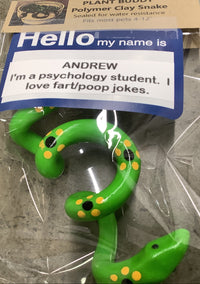 PLANT BUDDY
Polymer Clay Snake
Sealed for water resistance
Fits most pots 4-12"
Hello my name is
ANDREW
I'm a psychology student. I
love fart/poop jokes.